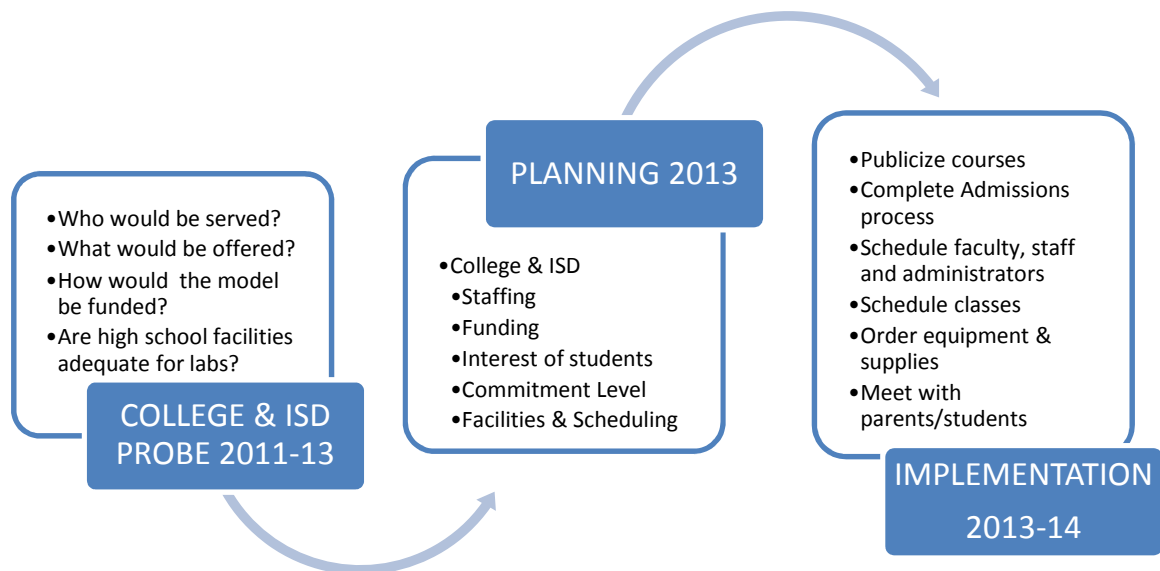 •Who would be served?
•What would be offered?
•How would  the model
be funded?
•Are high school facilities
adequate for labs?
COLLEGE & ISD
PROBE 2011-13
PLANNING 2013
•College & ISD
•Staffing
•Funding
•Interest of students
•Commitment Level
•Facilities & Scheduling
•Publicize courses
•Complete Admissions
process
•Schedule faculty, staff
and administrators
•Schedule classes
•Order equipment &
supplies
•Meet with
parents/students
IMPLEMENTATION
2013-14